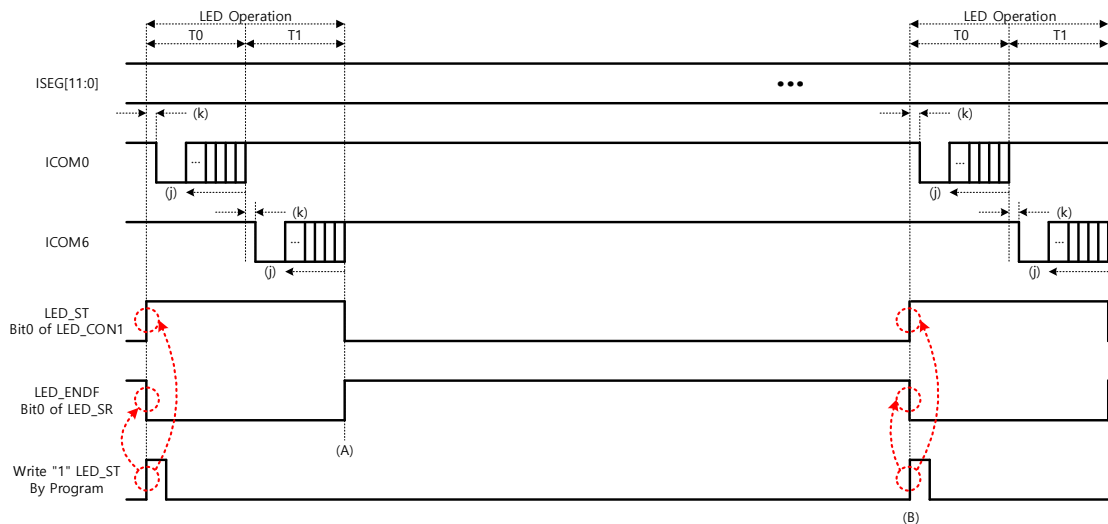 LED Operation
LED Operation
T0
T1
T0
T1
ISEG[11:0]
•••
(k)
(k)
ICOM0
...
...
(j)
(j)
(k)
(k)
ICOM6
...
...
(j)
(j)
LED_ST
Bit0 of LED_CON1
LED_ENDF
Bit0 of LED_SR
(A)
Write "1" LED_ST
By Program
(B)